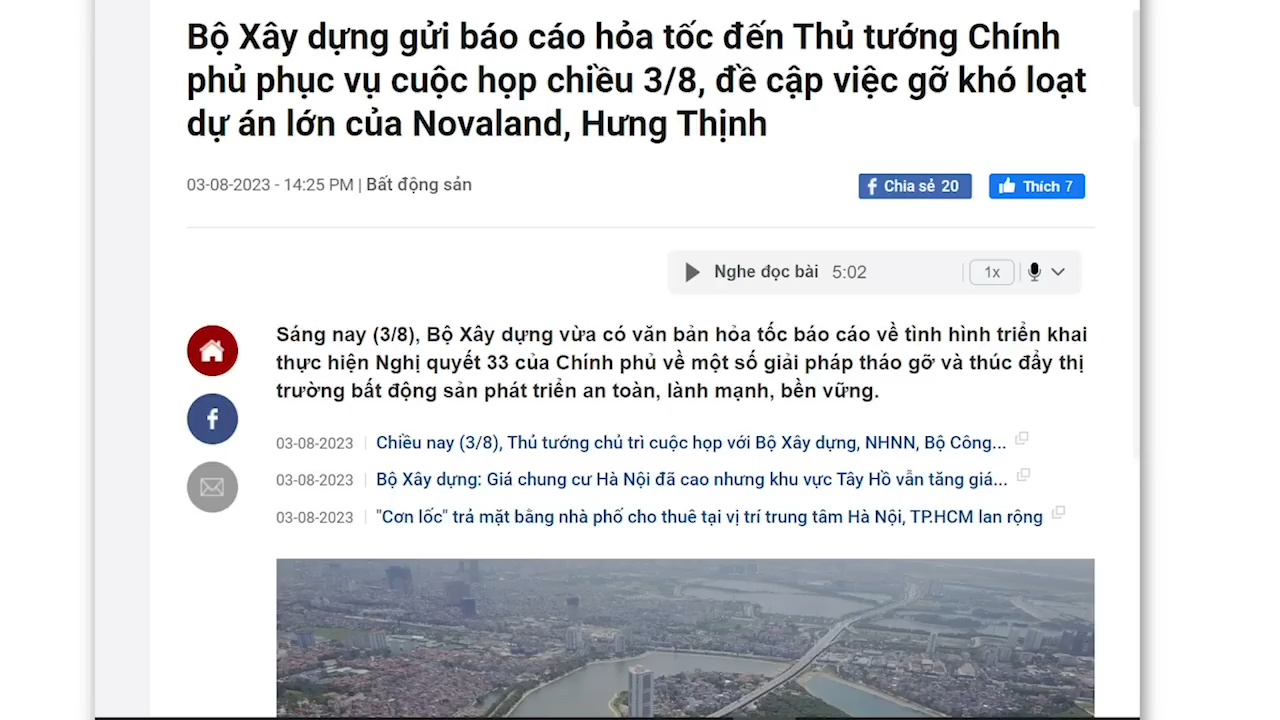 Bộ Xây dựng gửi báo cáo hỏa tốc đến Thủ tướng Chính
phủ phục vụ cuộc họp chiều 3/8, đề cập việc gỡ khó loạt
dự án lớn của Novaland, Hưng Thịnh
03-08-2023 - 14:25 PM | Bất động sản
Chia sẻ 20
Thích 7
Nghe đọc bài 5:02
1x
Sáng nay (3/8), Bộ Xây dựng vừa có văn bản hỏa tốc báo cáo về tình hình triển khai
thực hiện Nghị quyết 33 của Chính phủ về một số giải pháp tháo gỡ và thúc đẩy thị
trường bất động sản phát triển an toàn, lành mạnh, bền vững.
03-08-2023 Chiều nay (3/8), Thủ tướng chủ trì cuộc họp với Bộ Xây dựng, NHNN, Bộ Công...
03-08-2023 Bộ Xây dựng: Giá chung cư Hà Nội đã cao nhưng khu vực Tây Hồ vẫn tăng giá...
03-08-2023 "Cơn lốc" trả mặt bằng nhà phố cho thuê tại vị trí trung tâm Hà Nội, TP.HCM lan rộng